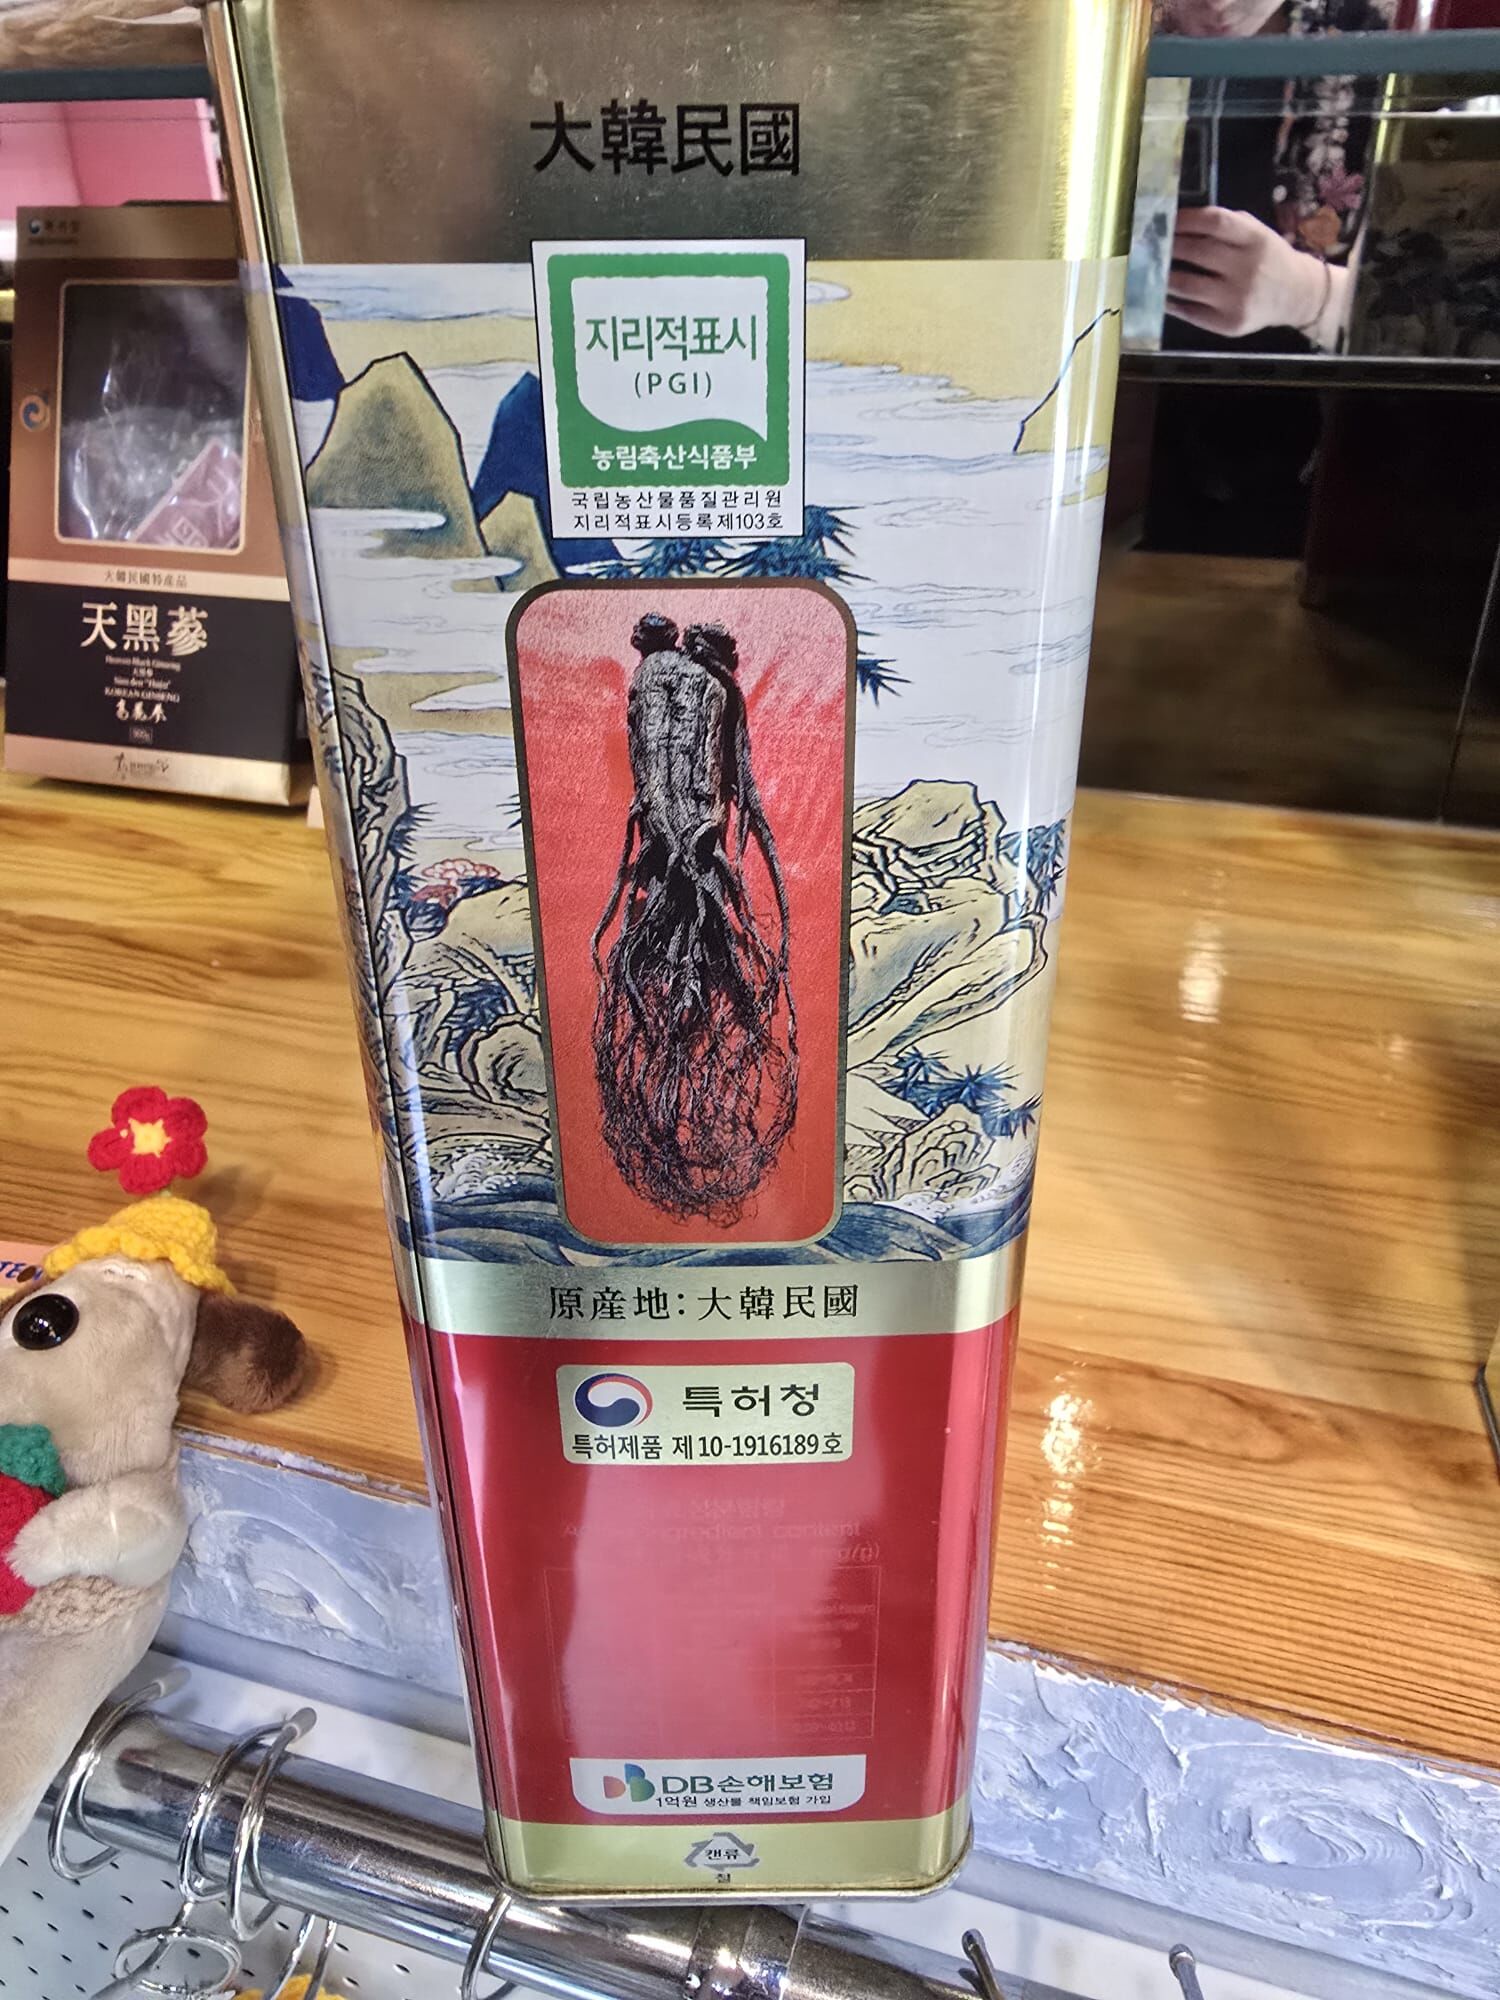 大韓民國
지리적표시
(PGI)
농림축산식품부
국립농산물품질관리원
지리적표시등록제103호
原産地:大韓民國
특허청
특허제품 제10-1916189호
DB손해보험
1억원 생산물 책임보험 가입
캔류
철
大韓民國特産品
天黑蔘
KOREAN GINSENG